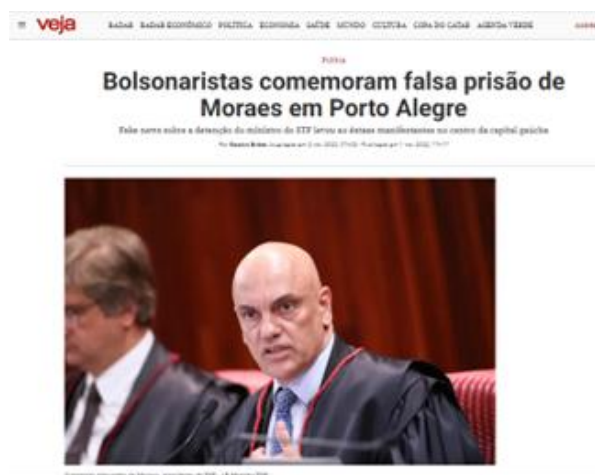 veja
RADAR RADAR ECONÔMICO POLÍTICA ECONOMIA SAÚDE MUNDO CULTURA COPA DO CATAR AGENDA VERDE
Política
Bolsonaristas comemoram falsa prisão de
Moraes em Porto Alegre
Fake news sobre a detenção do ministro do STF levou ao êxtase manifestantes no centro da capital gaúcha
Por